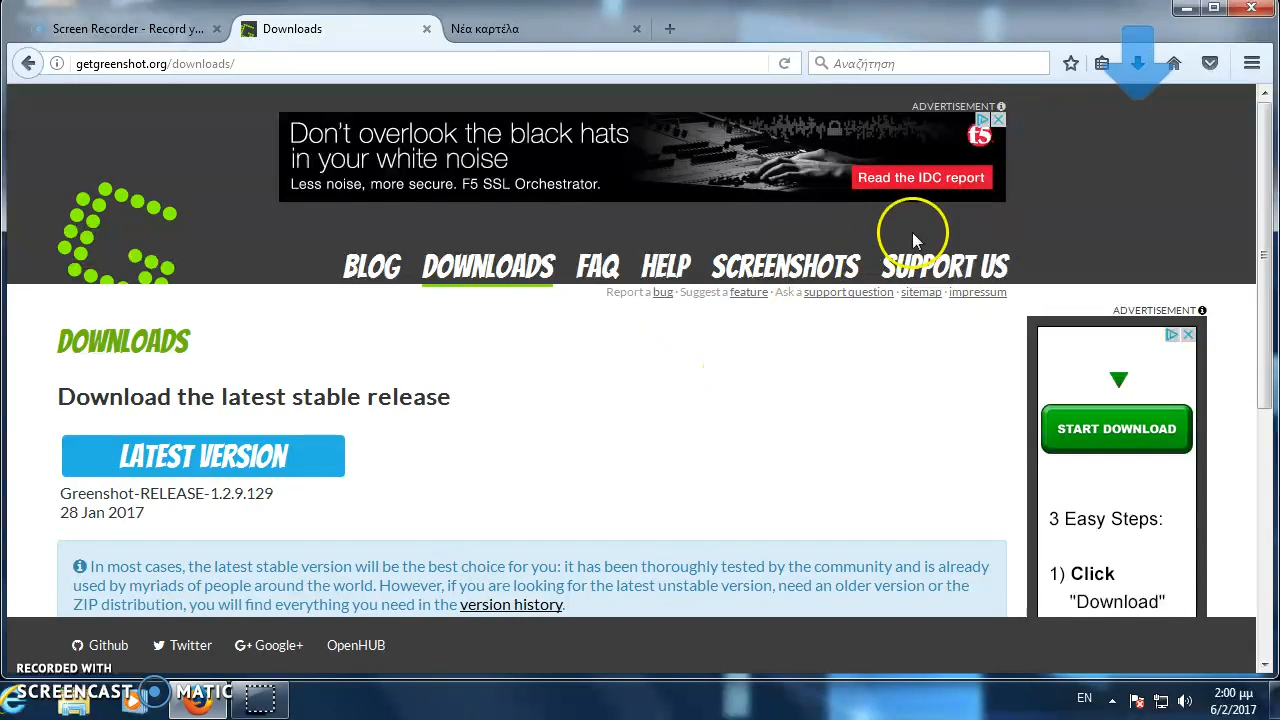 Screen Recorder - Record y...
Downloads
Νέα καρτέλα
getgreenshot.org/downloads/
Αναζήτηση
ADVERTISEMENT
Don't overlook the black hats
in your white noise
Less noise, more secure. F5 SSL Orchestrator.
f5
Read the IDC report
BLOG DOWNLOADS FAQ HELP SCREENSHOTS SUPPORT US
Report a bug · Suggest a feature · Ask a support question · sitemap · impressum
DOWNLOADS
Download the latest stable release
LATEST VERSION
Greenshot-RELEASE-1.2.9.129
28 Jan 2017
In most cases, the latest stable version will be the best choice for you: it has been thoroughly tested by the community and is already
used by myriads of people around the world. However, if you are looking for the latest unstable version, need an older version or the
ZIP distribution, you will find everything you need in the version history.
ADVERTISEMENT
START DOWNLOAD
3 Easy Steps:
1) Click
"Download"
Github Twitter Google+ OpenHUB
RECORDED WITH
SCREENCAST MATIC
EN
2:00 μμ
6/2/2017